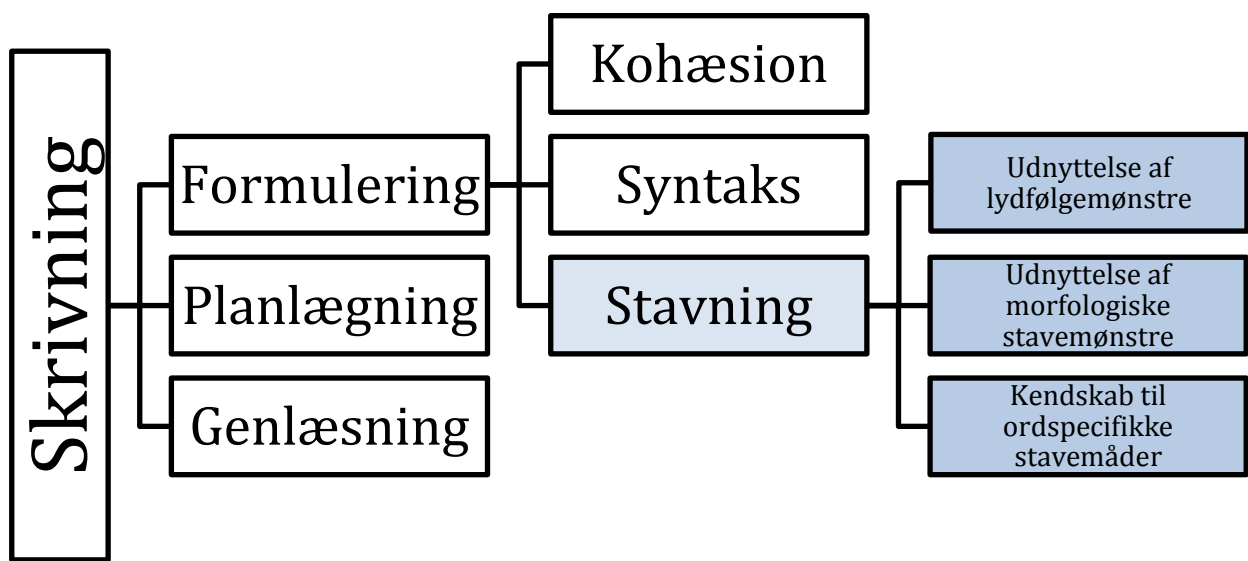 Skrivning
Formulering
Planlægning
Genlæsning
Kohæsion
Syntaks
Stavning
Udnyttelse af
lydfølgemønstre
Udnyttelse af
morfologiske
stavemønstre
Kendskab til
ordspecifikke
stavemåder